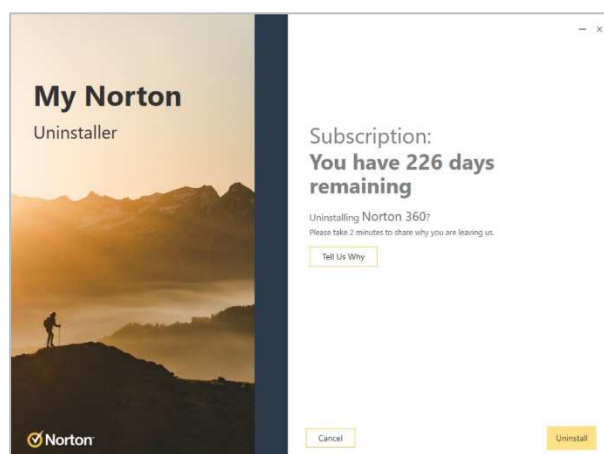 My Norton
Uninstaller
Subscription:
You have 226 days
remaining
Uninstalling Norton 360?
Please take 2 minutes to share why you are leaving us.
Tell Us Why
Norton
Cancel
Uninstall